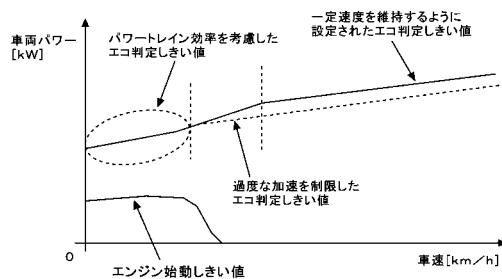 車両パワー
[kW]
パワートレイン効率を考慮した
エコ判定しきい値
一定速度を維持するように
設定されたエコ判定しきい値
過度な加速を制限した
エコ判定しきい値
0
エンジン始動しきい値
車速[km/h]